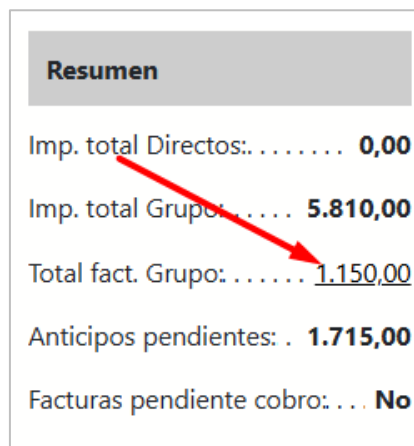 Resumen
Imp. total Directos:. . . . . . . . 0,00
Imp. total Grupo:. . . . . . 5.810,00
Total fact. Grupo:. . . . . . . 1.150,00
Anticipos pendientes: . 1.715,00
Facturas pendiente cobro:. . . . No